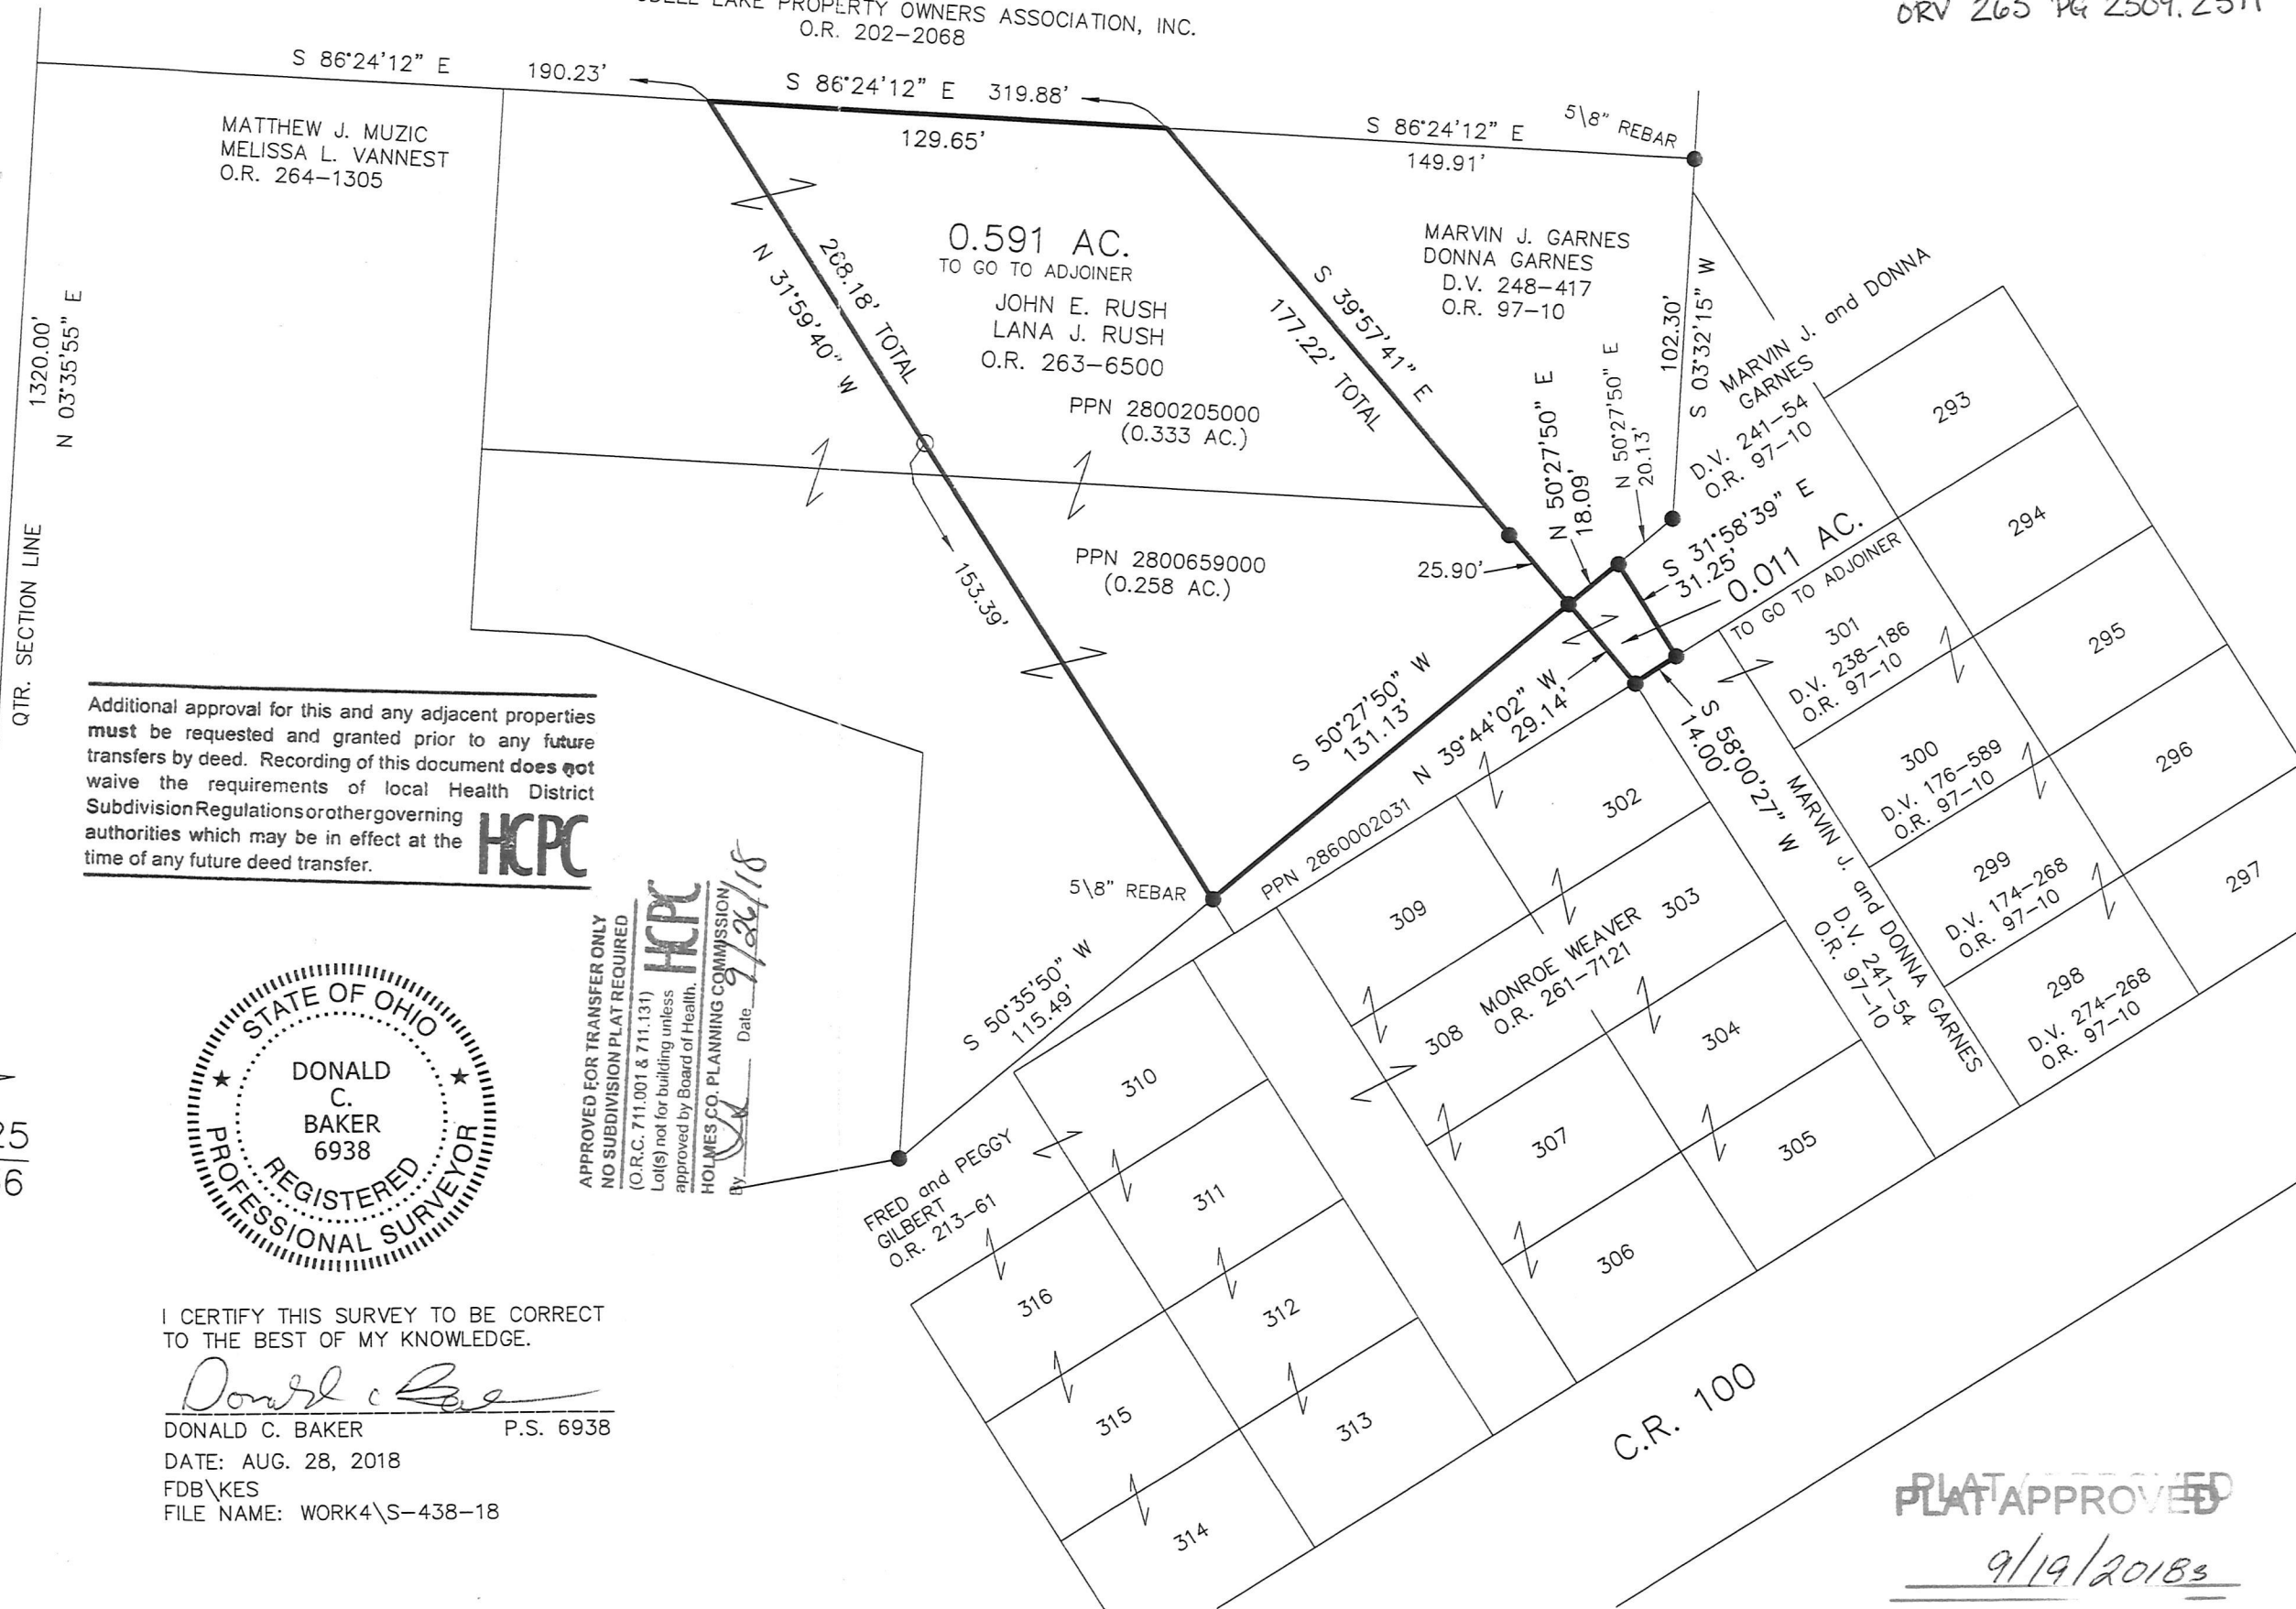 LAKE PROPERTY OWNERS ASSOCIATION, INC.
O.R. 202-2068
ORV 265 PG 2509-2511
S 86°24'12" E 190.23'
S 86°24'12" E 319.88'
129.65'
S 86°24'12" E
149.91'
5\8" REBAR
MATTHEW J. MUZIC
MELISSA L. VANNEST
O.R. 264-1305
1320.00'
N 03°35'55" E
QTR. SECTION LINE
268.18' TOTAL
N 31°59'40" W
0.591 AC.
TO GO TO ADJOINER
JOHN E. RUSH
LANA J. RUSH
O.R. 263-6500
PPN 2800205000
(0.333 AC.)
S 39°57'41" E
177.22' TOTAL
MARVIN J. GARNES
DONNA GARNES
D.V. 248-417
O.R. 97-10
102.30'
S 03°32'15" W
MARVIN J. and DONNA
GARNES
D.V. 241-54
O.R. 97-10
N 50°27'50" E
18.09'
N 50°27'50" E
20.13'
S 31°58'39" E
31.25'
0.011 AC.
TO GO TO ADJOINER
PPN 2800659000
(0.258 AC.)
153.39'
25.90'
S 50°27'50" W
131.13'
N 39°44'02" W
29.14'
S 58°00'27" W
14.00'
PPN 2860002031
5\8" REBAR
S 50°35'50" W
115.49'
293
294
295
296
297
301
D.V. 238-186
O.R. 97-10
300
D.V. 176-589
O.R. 97-10
299
D.V. 174-268
O.R. 97-10
298
D.V. 274-268
O.R. 97-10
MARVIN J. and DONNA GARNES
D.V. 241-54
O.R. 97-10
302
303
304
305
306
307
308
309
MONROE WEAVER
O.R. 261-7121
310
311
312
313
314
315
316
FRED and PEGGY
GILBERT
O.R. 213-61
C.R. 100
Additional approval for this and any adjacent properties
must be requested and granted prior to any future
transfers by deed. Recording of this document does not
waive the requirements of local Health District
Subdivision Regulations or other governing
authorities which may be in effect at the
time of any future deed transfer.
HCPC
APPROVED FOR TRANSFER ONLY
NO SUBDIVISION PLAT REQUIRED
(O.R.C. 711.001 & 711.131)
Lot(s) not for building unless
approved by Board of Health.
HCPC
HOLMES CO. PLANNING COMMISSION
By Date 9/26/18
STATE OF OHIO
DONALD
C.
BAKER
6938
REGISTERED
PROFESSIONAL SURVEYOR
25
6
I CERTIFY THIS SURVEY TO BE CORRECT
TO THE BEST OF MY KNOWLEDGE.
Donald C Baker
DONALD C. BAKER P.S. 6938
DATE: AUG. 28, 2018
FDB\KES
FILE NAME: WORK4\S-438-18
PLAT APPROVED
9/19/2018